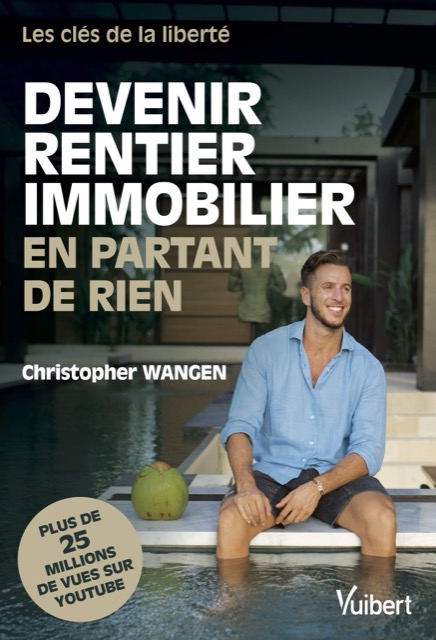 Les clés de la liberté
DEVENIR
RENTIER
IMMOBILIER
EN PARTANT
DE RIEN
Christopher WANGEN
PLUS DE
25
MILLIONS
DE VUES SUR
YOUTUBE
Vuibert